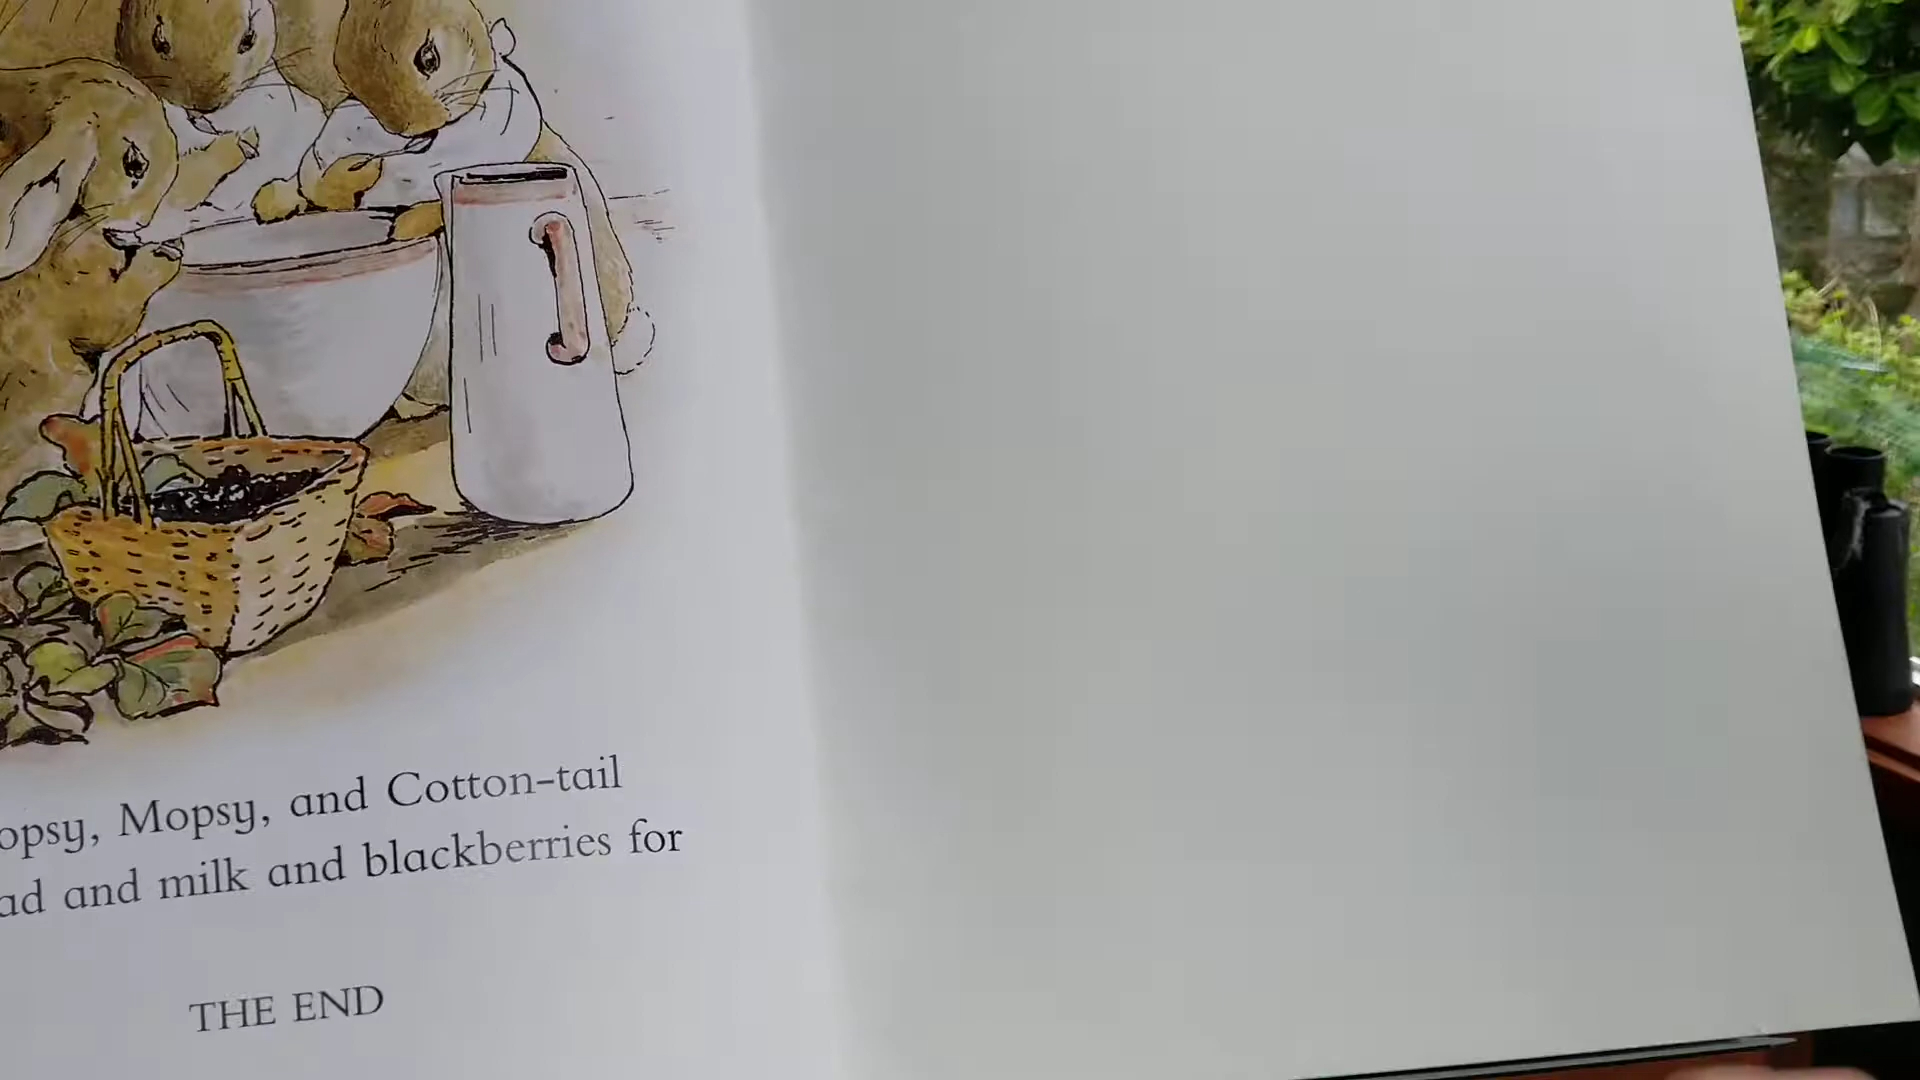 opsy, Mopsy, and Cotton-tail
ad and milk and blackberries for
THE END